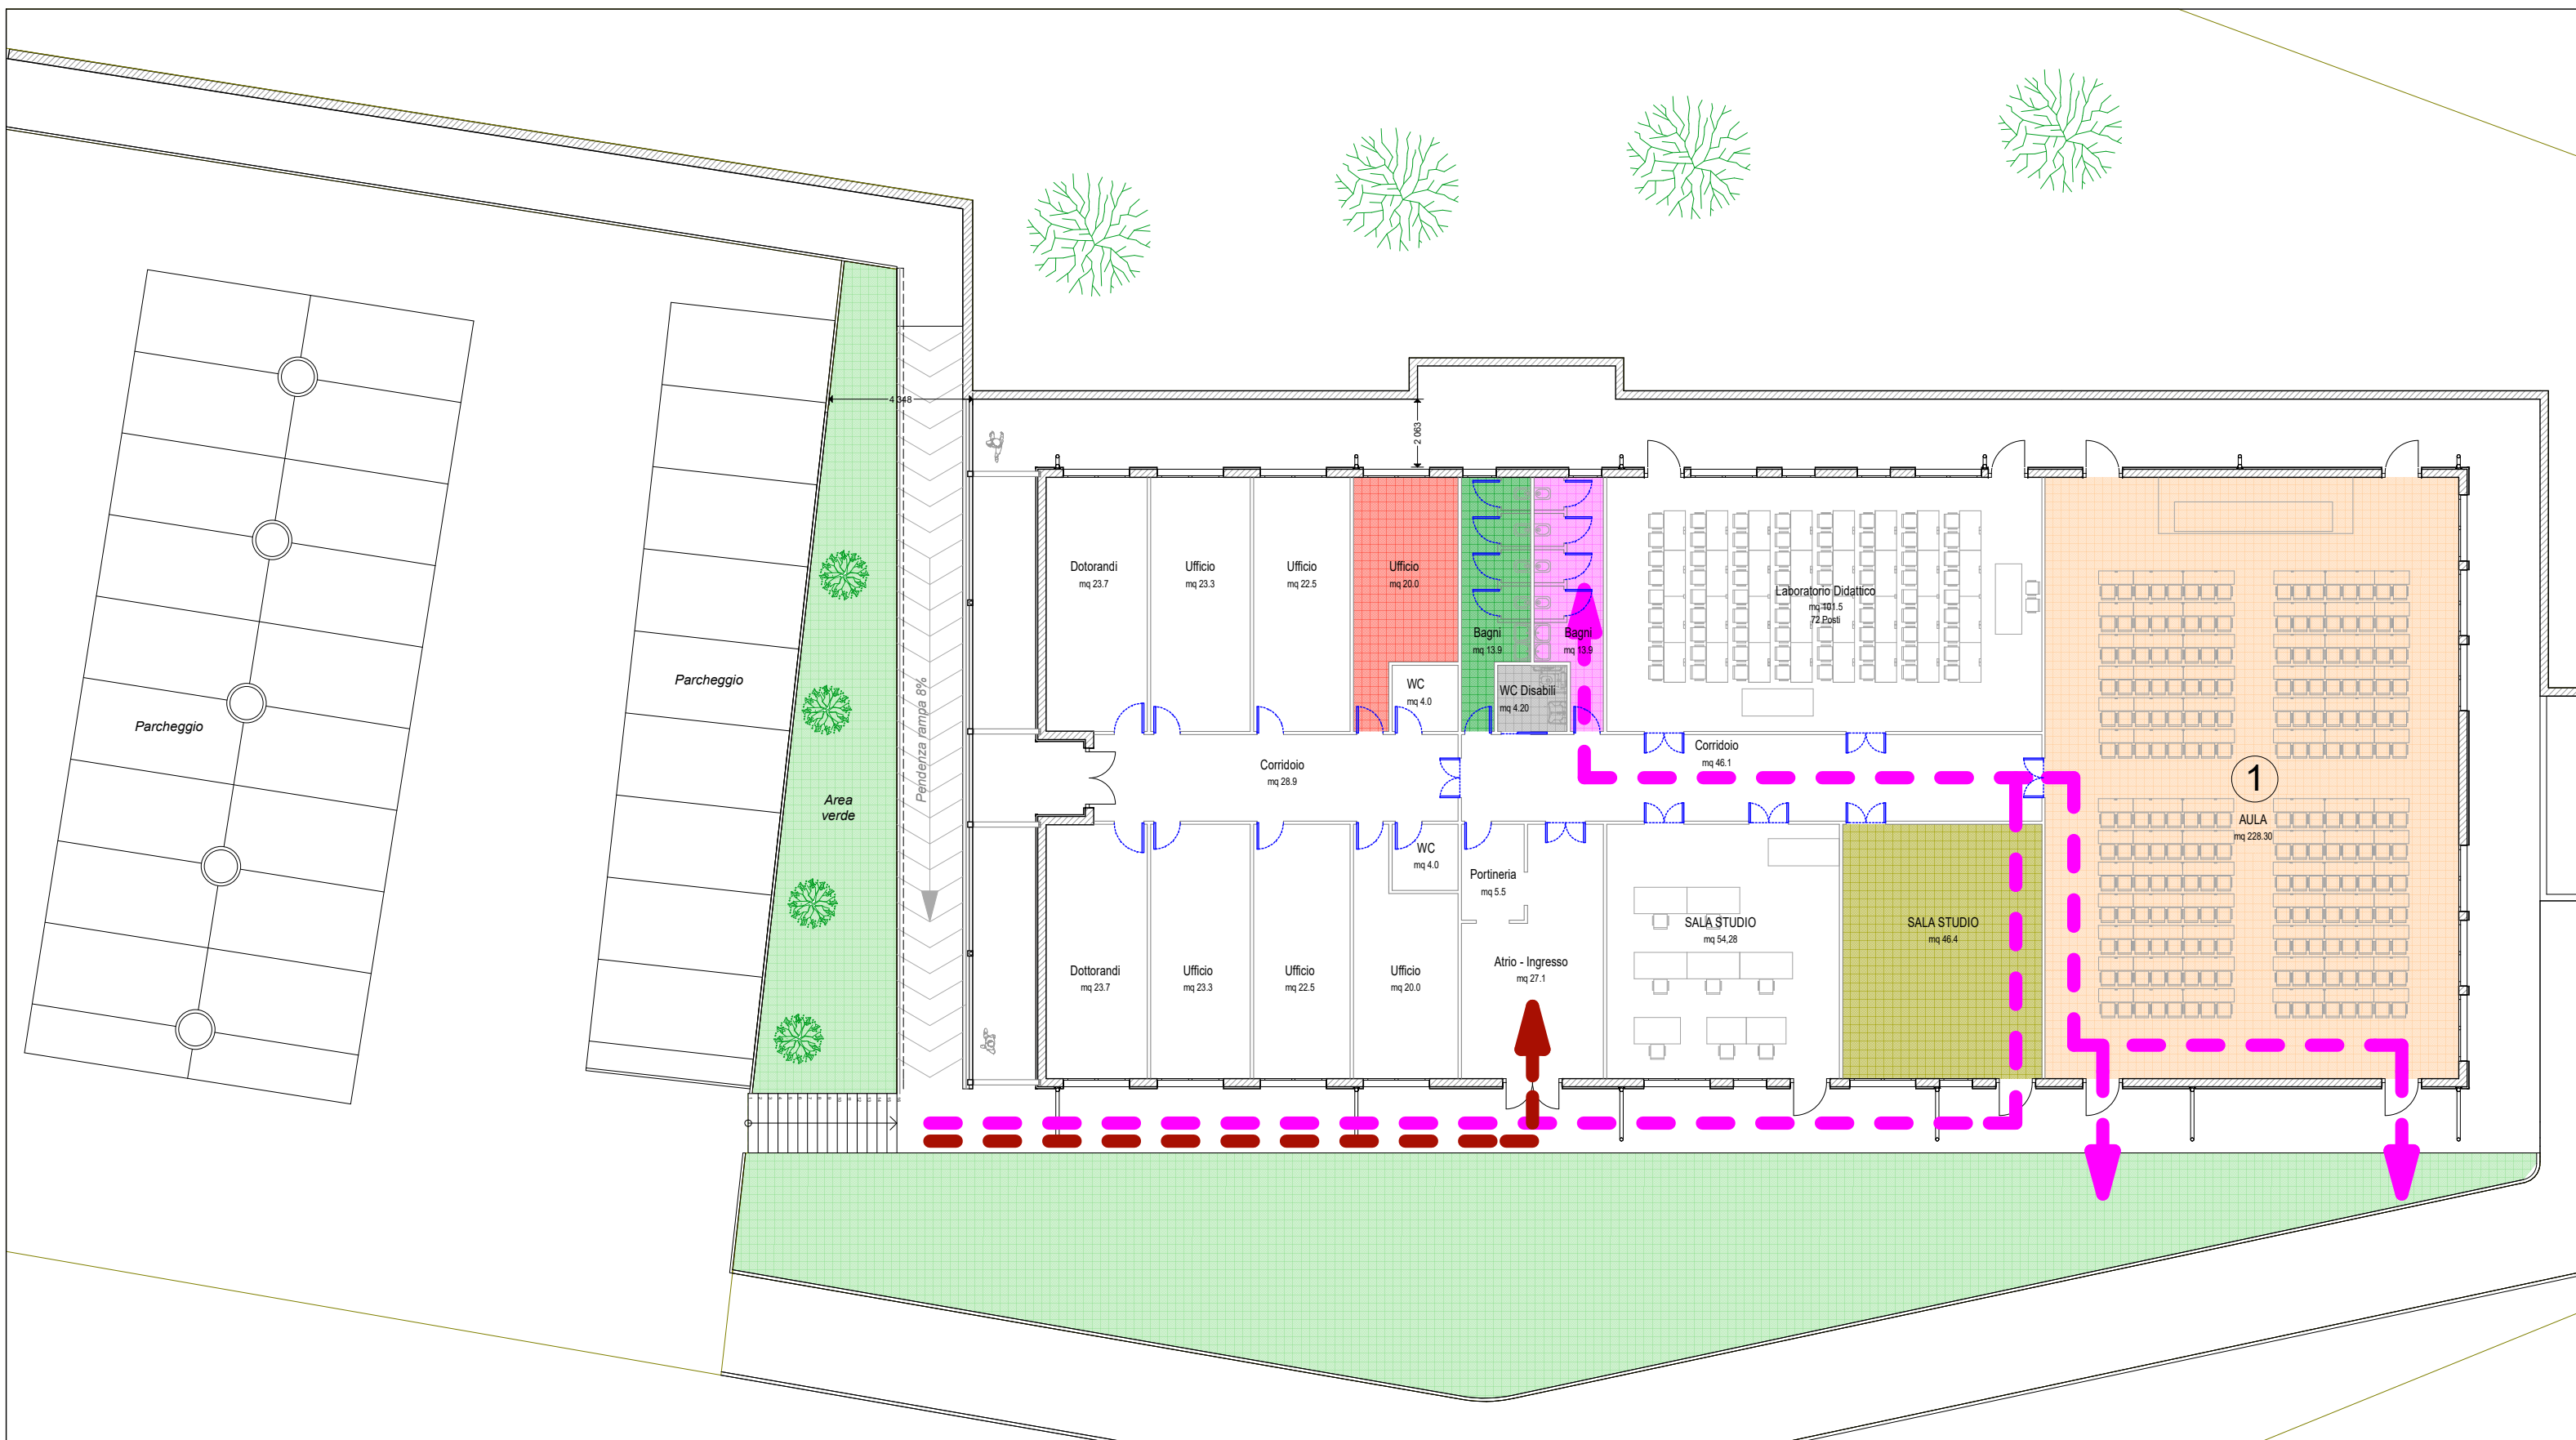 4 348
2 063
Dotorandi
mq 23.7
Ufficio
mq 23.3
Ufficio
mq 22.5
Ufficio
mq 20.0
Bagni
mq 13.9
Bagni
mq 13.9
WC
mq 4.0
WC Disabili
mq 4.20
Laboratorio Didattico
mq 101.5
72 Posti
Parcheggio
Parcheggio
Area
verde
Pendenza rampa 8%
Corridoio
mq 28.9
Corridoio
mq 46.1
1
AULA
mq 228.30
WC
mq 4.0
Portineria
mq 5.5
Atrio - Ingresso
mq 27.1
SALA STUDIO
mq 54,28
SALA STUDIO
mq 46.4
Dottorandi
mq 23.7
Ufficio
mq 23.3
Ufficio
mq 22.5
Ufficio
mq 20.0